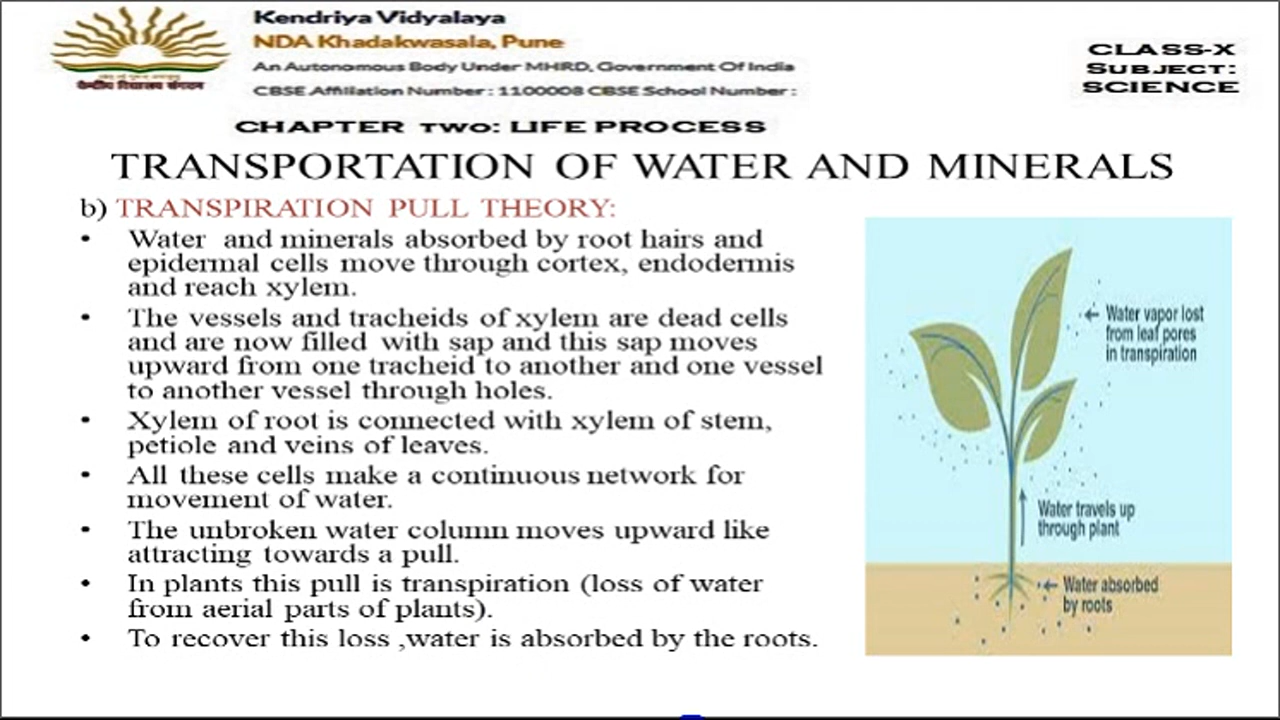 Kendriya Vidyalaya
NDA Khadakwasala, Pune
An Autonomous Body Under MHRD, Government Of India
CBSE Affiliation Number : 1100008 CBSE School Number :
केन्द्रीय विद्यालय संगठन
CLASS-X
SUBJECT:
SCIENCE
CHAPTER TWO: LIFE PROCESS
TRANSPORTATION OF WATER AND MINERALS
b) TRANSPIRATION PULL THEORY:
• Water and minerals absorbed by root hairs and
epidermal cells move through cortex, endodermis
and reach xylem.
• The vessels and tracheids of xylem are dead cells
and are now filled with sap and this sap moves
upward from one tracheid to another and one vessel
to another vessel through holes.
• Xylem of root is connected with xylem of stem,
petiole and veins of leaves.
• All these cells make a continuous network for
movement of water.
• The unbroken water column moves upward like
attracting towards a pull.
• In plants this pull is transpiration (loss of water
from aerial parts of plants).
• To recover this loss ,water is absorbed by the roots.
Water vapor lost
from leaf pores
in transpiration
Water travels up
through plant
Water absorbed
by roots